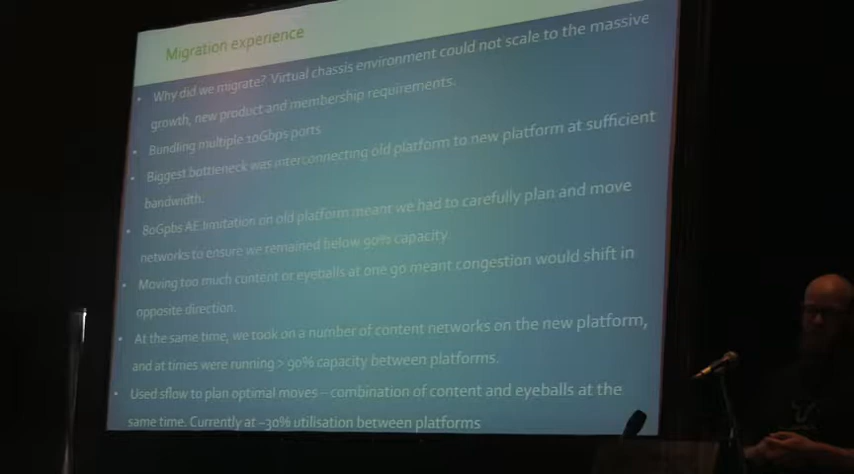 Migration experience
• Why did we migrate? Virtual chassis environment could not scale to the massive
growth, new product and membership requirements.
• Bundling multiple 10Gbps ports
• Biggest bottleneck was interconnecting old platform to new platform at sufficient
bandwidth.
• 80Gpbs AE limitation on old platform meant we had to carefully plan and move
networks to ensure we remained below 90% capacity.
• Moving too much content or eyeballs at one go meant congestion would shift in
opposite direction.
• At the same time, we took on a number of content networks on the new platform,
and at times were running > 90% capacity between platforms.
• Used sflow to plan optimal moves – combination of content and eyeballs at the
same time. Currently at ~30% utilisation between platforms